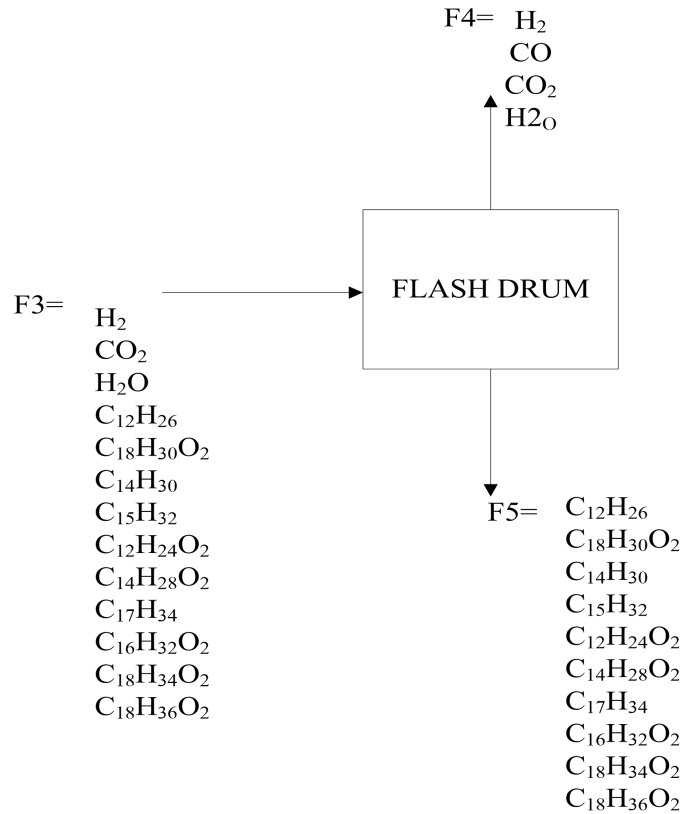 F4= H₂
CO
CO₂
H2ₒ
FLASH DRUM
F3=
H₂
CO₂
H₂O
C₁₂H₂₆
C₁₈H₃₀O₂
C₁₄H₃₀
C₁₅H₃₂
C₁₂H₂₄O₂
C₁₄H₂₈O₂
C₁₇H₃₄
C₁₆H₃₂O₂
C₁₈H₃₄O₂
C₁₈H₃₆O₂
F5= C₁₂H₂₆
C₁₈H₃₀O₂
C₁₄H₃₀
C₁₅H₃₂
C₁₂H₂₄O₂
C₁₄H₂₈O₂
C₁₇H₃₄
C₁₆H₃₂O₂
C₁₈H₃₄O₂
C₁₈H₃₆O₂